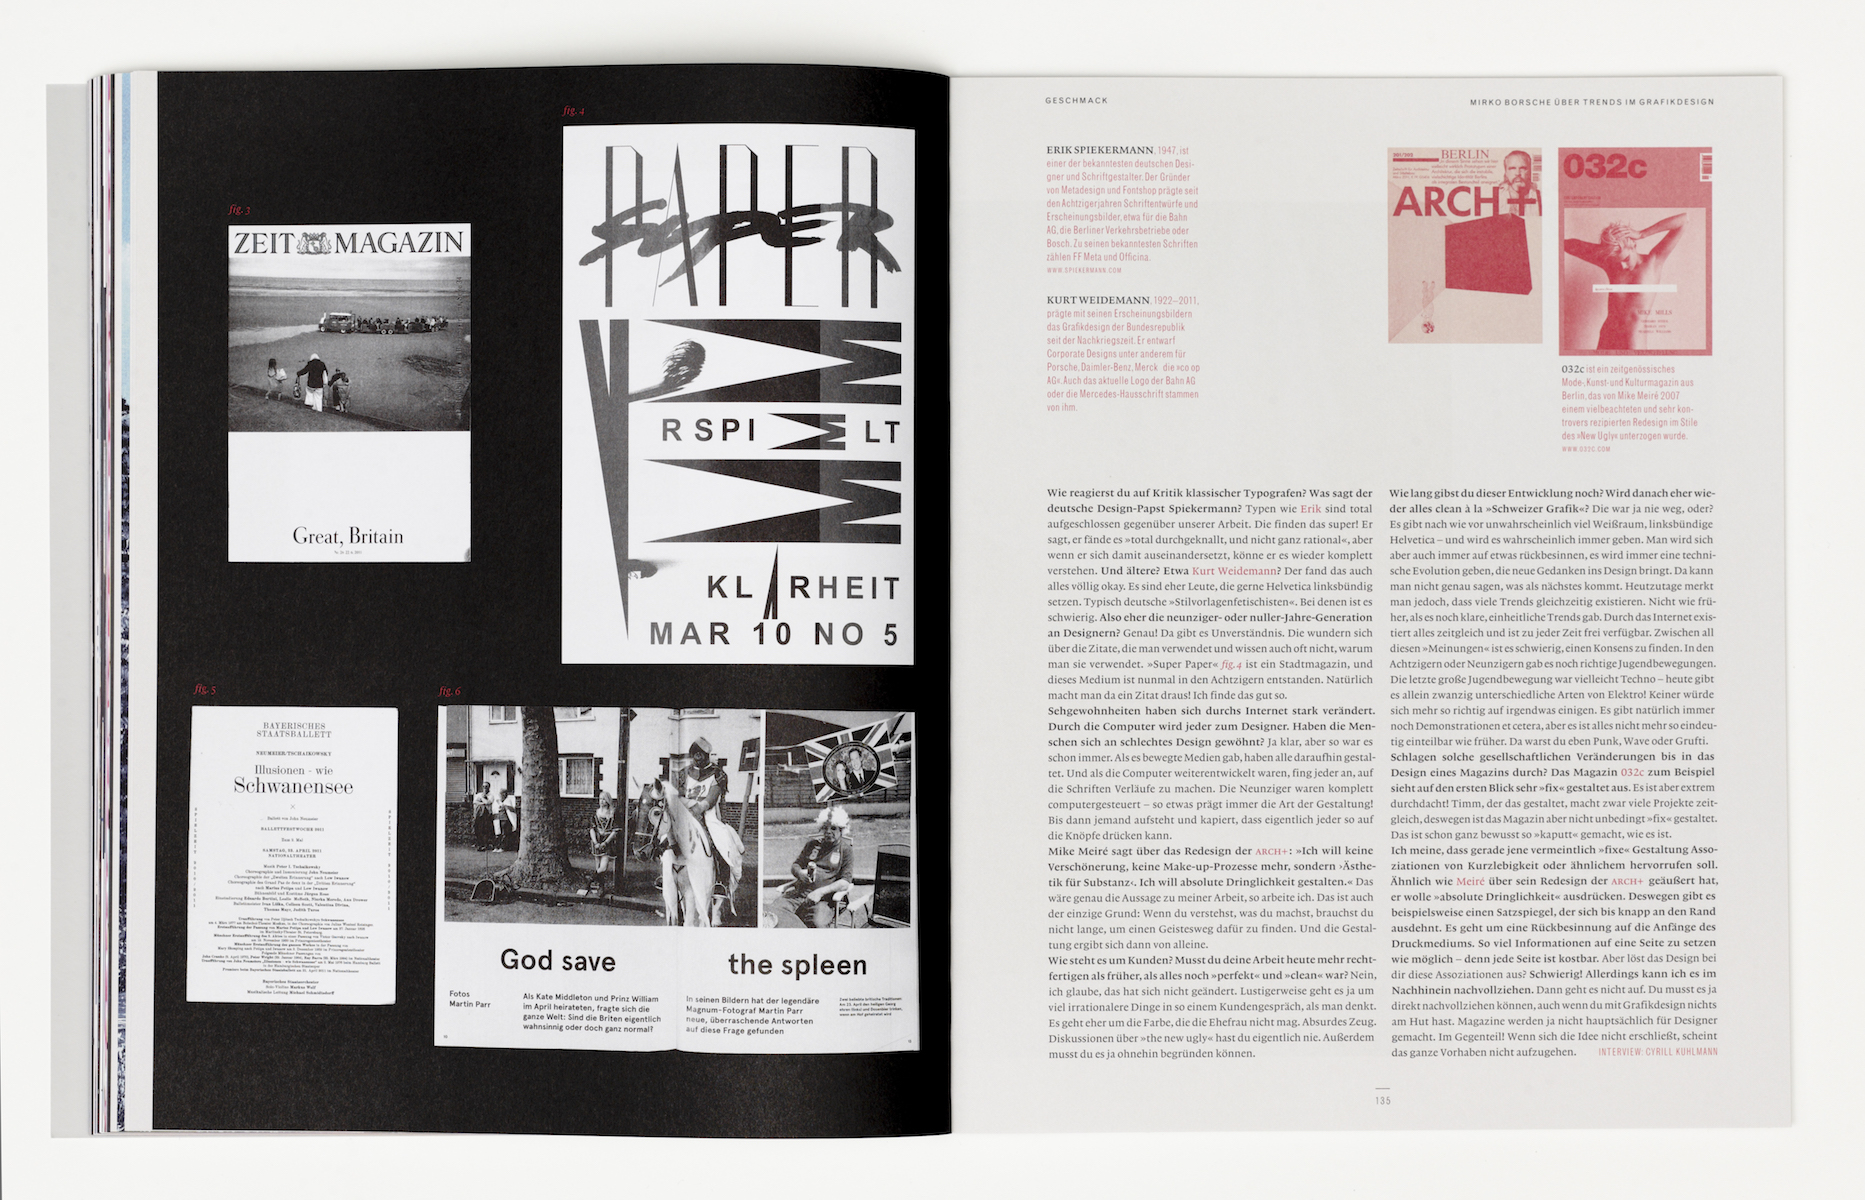 fig. 3
ZEIT MAGAZIN
Great, Britain
fig. 4
PAPER
SUPER
RSPI LT
KLARHEIT
MAR 10 NO 5
fig. 5
BAYERISCHES
STAATSBALLETT
NEUMEIER/TSCHAIKOWSKY
Illusionen – wie
Schwanensee
×
Ballett von John Neumeier
BALLETTFESTWOCHE 2011
SAMSTAG, 30. APRIL 2011
NATIONALTHEATER
fig. 6
God save the spleen
Fotos
Martin Parr
Als Kate Middleton und Prinz William
im April heirateten, fragte sich die
ganze Welt: Sind die Briten eigentlich
wahnsinnig oder doch ganz normal?
In seinen Bildern hat der legendäre
Magnum-Fotograf Martin Parr
neue, überraschende Antworten
auf diese Frage gefunden
GESCHMACK
MIRKO BORSCHE ÜBER TRENDS IM GRAFIKDESIGN
ERIK SPIEKERMANN, 1947, ist
einer der bekanntesten deutschen Desi-
gner und Schriftgestalter. Der Gründer
von Metadesign und Fontshop prägte seit
den Achtzigerjahren Schriftentwürfe und
Erscheinungsbilder, etwa für die Bahn
AG, die Berliner Verkehrsbetriebe oder
Bosch. Zu seinen bekanntesten Schriften
zählen FF Meta und Officina.
WWW.SPIEKERMANN.COM
KURT WEIDEMANN, 1922–2011,
prägte mit seinen Erscheinungsbildern
das Grafikdesign der Bundesrepublik
seit der Nachkriegszeit. Er entwarf
Corporate Designs unter anderem für
Porsche, Daimler-Benz, Merck die »co op
AG«. Auch das aktuelle Logo der Bahn AG
oder die Mercedes-Hausschrift stammen
von ihm.
BERLIN
ARCH+
032c
MIKE MILLS
032c ist ein zeitgenössisches
Mode-, Kunst- und Kulturmagazin aus
Berlin, das von Mike Meiré 2007
einem vielbeachteten und sehr kon-
trovers rezipierten Redesign im Stile
des »New Ugly« unterzogen wurde.
WWW.032C.COM
Wie reagierst du auf Kritik klassischer Typografen? Was sagt der
deutsche Design-Papst Spiekermann? Typen wie Erik sind total
aufgeschlossen gegenüber unserer Arbeit. Die finden das super! Er
sagt, er fände es »total durchgeknallt, und nicht ganz rational«, aber
wenn er sich damit auseinandersetzt, könne er es wieder komplett
verstehen. Und ältere? Etwa Kurt Weidemann? Der fand das auch
alles völlig okay. Es sind eher Leute, die gerne Helvetica linksbündig
setzen. Typisch deutsche »Stilvorlagenfetischisten«. Bei denen ist es
schwierig. Also eher die neunziger- oder nuller-Jahre-Generation
an Designern? Genau! Da gibt es Unverständnis. Die wundern sich
über die Zitate, die man verwendet und wissen auch oft nicht, warum
man sie verwendet. »Super Paper« fig. 4 ist ein Stadtmagazin, und
dieses Medium ist nunmal in den Achtzigern entstanden. Natürlich
macht man da ein Zitat draus! Ich finde das gut so.
Sehgewohnheiten haben sich durchs Internet stark verändert.
Durch die Computer wird jeder zum Designer. Haben die Men-
schen sich an schlechtes Design gewöhnt? Ja klar, aber so war es
schon immer. Als es bewegte Medien gab, haben alle daraufhin gestal-
tet. Und als die Computer weiterentwickelt waren, fing jeder an, auf
die Schriften Verläufe zu machen. Die Neunziger waren komplett
computergesteuert – so etwas prägt immer die Art der Gestaltung!
Bis dann jemand aufsteht und kapiert, dass eigentlich jeder so auf
die Knöpfe drücken kann.
Mike Meiré sagt über das Redesign der ARCH+: »Ich will keine
Verschönerung, keine Make-up-Prozesse mehr, sondern ›Ästhe-
tik für Substanz‹. Ich will absolute Dringlichkeit gestalten.« Das
wäre genau die Aussage zu meiner Arbeit, so arbeite ich. Das ist auch
der einzige Grund: Wenn du verstehst, was du machst, brauchst du
nicht lange, um einen Geistesweg dafür zu finden. Und die Gestal-
tung ergibt sich dann von alleine.
Wie steht es um Kunden? Musst du deine Arbeit heute mehr recht-
fertigen als früher, als alles noch »perfekt« und »clean« war? Nein,
ich glaube, das hat sich nicht geändert. Lustigerweise geht es ja um
viel irrationalere Dinge in so einem Kundengespräch, als man denkt.
Es geht eher um die Farbe, die die Ehefrau nicht mag. Absurdes Zeug.
Diskussionen über »the new ugly« hast du eigentlich nie. Außerdem
musst du es ja ohnehin begründen können.
Wie lang gibst du dieser Entwicklung noch? Wird danach eher wie-
der alles clean à la »Schweizer Grafik«? Die war ja nie weg, oder?
Es gibt nach wie vor unwahrscheinlich viel Weißraum, linksbündige
Helvetica – und wird es wahrscheinlich immer geben. Man wird sich
aber auch immer auf etwas rückbesinnen, es wird immer eine techni-
sche Evolution geben, die neue Gedanken ins Design bringt. Da kann
man nicht genau sagen, was als nächstes kommt. Heutzutage merkt
man jedoch, dass viele Trends gleichzeitig existieren. Nicht wie frü-
her, als es noch klare, einheitliche Trends gab. Durch das Internet exis-
tiert alles zeitgleich und ist zu jeder Zeit frei verfügbar. Zwischen all
diesen »Meinungen« ist es schwierig, einen Konsens zu finden. In den
Achtzigern oder Neunzigern gab es noch richtige Jugendbewegungen.
Die letzte große Jugendbewegung war vielleicht Techno – heute gibt
es allein zwanzig unterschiedliche Arten von Elektro! Keiner würde
sich mehr so richtig auf irgendwas einigen. Es gibt natürlich immer
noch Demonstrationen et cetera, aber es ist alles nicht mehr so eindeu-
tig einteilbar wie früher. Da warst du eben Punk, Wave oder Grufti.
Schlagen solche gesellschaftlichen Veränderungen bis in das
Design eines Magazins durch? Das Magazin 032c zum Beispiel
sieht auf den ersten Blick sehr »fix« gestaltet aus. Es ist aber extrem
durchdacht! Timm, der das gestaltet, macht zwar viele Projekte zeit-
gleich, deswegen ist das Magazin aber nicht unbedingt »fix« gestaltet.
Das ist schon ganz bewusst so »kaputt« gemacht, wie es ist.
Ich meine, dass gerade jene vermeintlich »fixe« Gestaltung Asso-
ziationen von Kurzlebigkeit oder ähnlichem hervorrufen soll.
Ähnlich wie Meiré über sein Redesign der ARCH+ geäußert hat,
er wolle »absolute Dringlichkeit« ausdrücken. Deswegen gibt es
beispielsweise einen Satzspiegel, der sich bis knapp an den Rand
ausdehnt. Es geht um eine Rückbesinnung auf die Anfänge des
Druckmediums. So viel Informationen auf eine Seite zu setzen
wie möglich – denn jede Seite ist kostbar. Aber löst das Design bei
dir diese Assoziationen aus? Schwierig! Allerdings kann ich es im
Nachhinein nachvollziehen. Dann geht es nicht auf. Du musst es ja
direkt nachvollziehen können, auch wenn du mit Grafikdesign nichts
am Hut hast. Magazine werden ja nicht hauptsächlich für Designer
gemacht. Im Gegenteil! Wenn sich die Idee nicht erschließt, scheint
das ganze Vorhaben nicht aufzugehen. INTERVIEW: CYRILL KUHLMANN
135